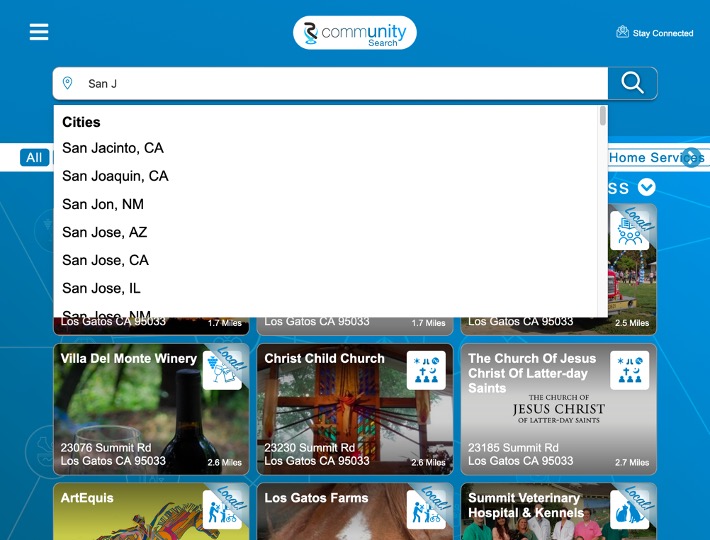 community
Search
Stay Connected
San J
Cities
San Jacinto, CA
San Joaquin, CA
San Jon, NM
San Jose, AZ
San Jose, CA
San Jose, IL
San Jose, NM
All
Home Services
SS
Local!
Los Gatos CA 95033
1.7 Miles
Los Gatos CA 95033
1.7 Miles
Los Gatos CA 95033
2.5 Miles
Villa Del Monte Winery
Local!
23076 Summit Rd
Los Gatos CA 95033
2.6 Miles
Christ Child Church
23230 Summit Rd
Los Gatos CA 95033
2.6 Miles
The Church Of Jesus
Christ Of Latter-day
Saints
THE CHURCH OF
JESUS CHRIST
OF LATTER-DAY SAINTS
23185 Summit Rd
Los Gatos CA 95033
2.7 Miles
ArtEquis
Local!
Los Gatos Farms
Local!
Summit Veterinary
Hospital & Kennels
Local!